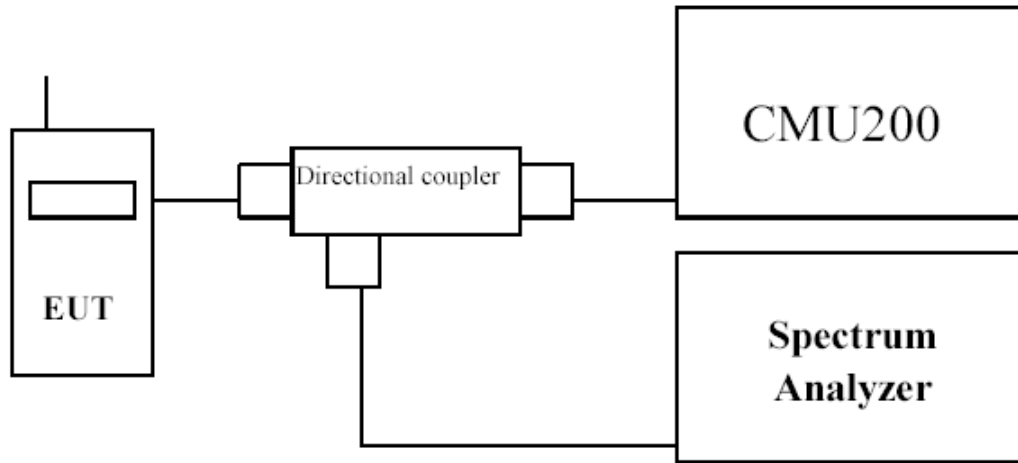 CMU200
Directional coupler
EUT
Spectrum
Analyzer